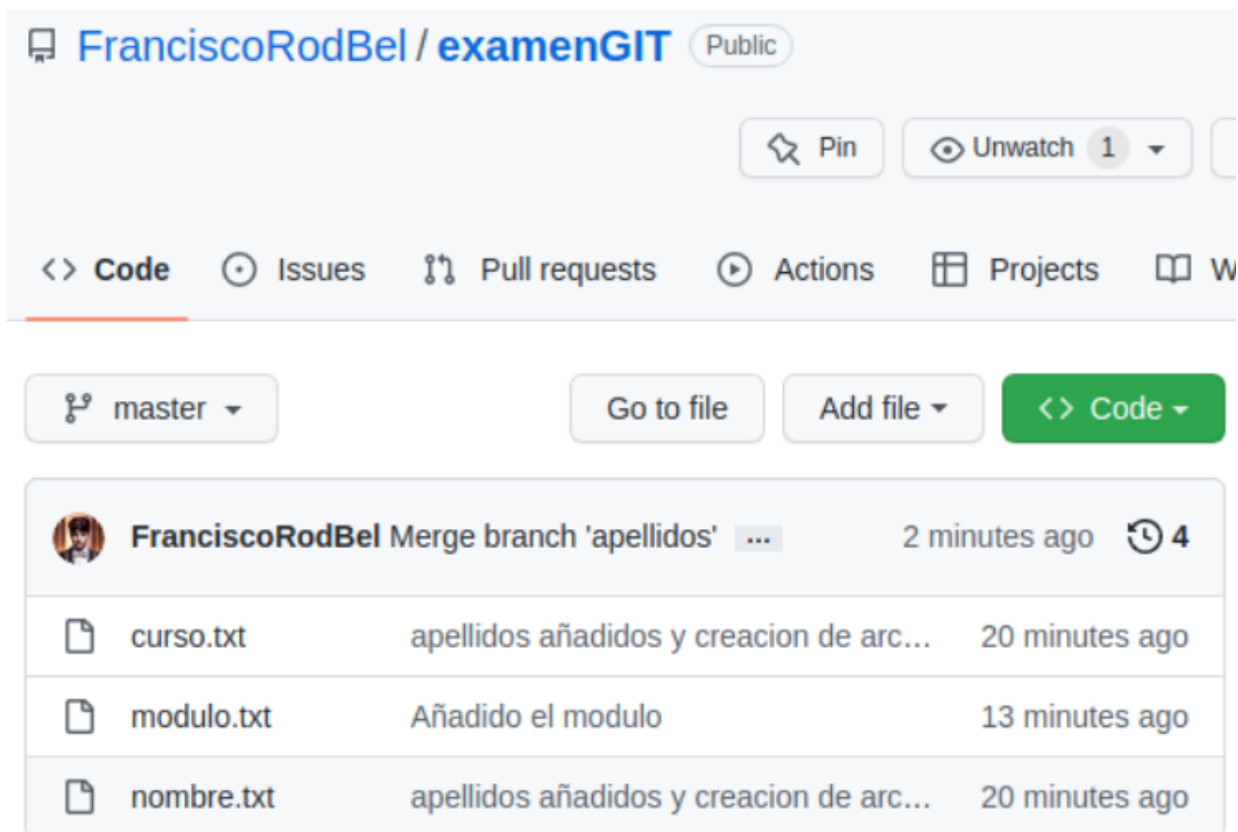 FranciscoRodBel / examenGIT Public
Pin Unwatch 1
Code Issues Pull requests Actions Projects W
master Go to file Add file Code
FranciscoRodBel Merge branch 'apellidos' ... 2 minutes ago 4
curso.txt apellidos añadidos y creacion de arc... 20 minutes ago
modulo.txt Añadido el modulo 13 minutes ago
nombre.txt apellidos añadidos y creacion de arc... 20 minutes ago